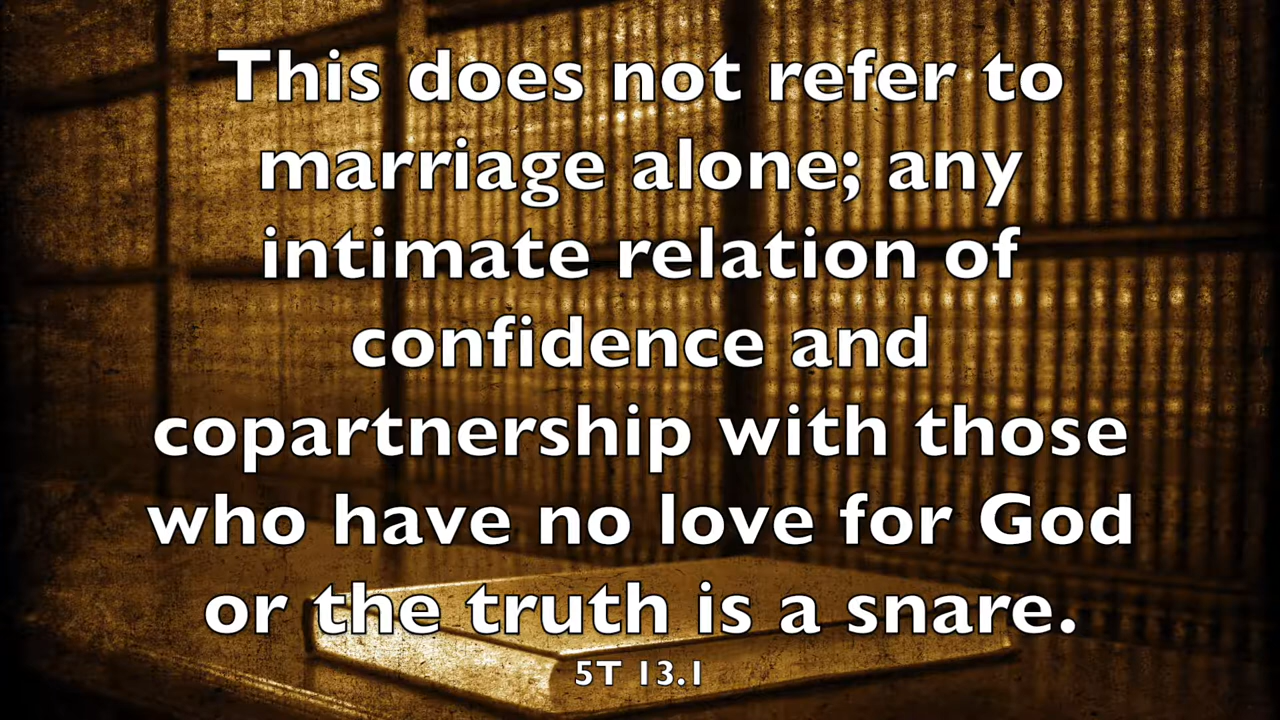 This does not refer to
marriage alone; any
intimate relation of
confidence and
copartnership with those
who have no love for God
or the truth is a snare.
5T 13.1